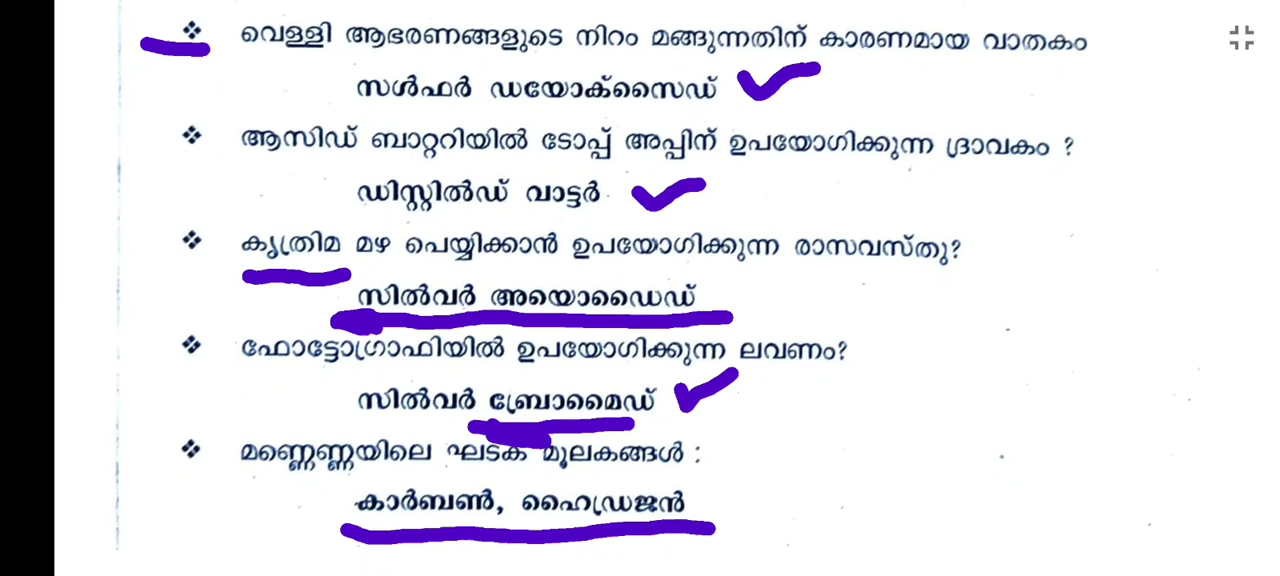 ❖ വെള്ളി ആഭരണങ്ങളുടെ നിറം മങ്ങുന്നതിന് കാരണമായ വാതകം
സൾഫർ ഡയോക്സൈഡ്
❖ ആസിഡ് ബാറ്ററിയിൽ ടോപ്പ് അപ്പിന് ഉപയോഗിക്കുന്ന ദ്രാവകം ?
ഡിസ്റ്റിൽഡ് വാട്ടർ
❖ കൃത്രിമ മഴ പെയ്യിക്കാൻ ഉപയോഗിക്കുന്ന രാസവസ്തു?
സിൽവർ അയൊഡൈഡ്
❖ ഫോട്ടോഗ്രാഫിയിൽ ഉപയോഗിക്കുന്ന ലവണം?
സിൽവർ ബ്രോമൈഡ്
❖ മണ്ണെണ്ണയിലെ ഘടക മൂലകങ്ങൾ :
കാർബൺ, ഹൈഡ്രജൻ